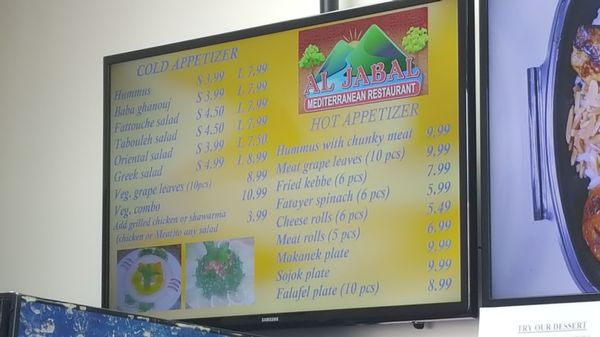 COLD APPETIZER
Hummus S 3.99 L 7.99
Baba ghanouj S 3.99 L 7.99
Fattouche salad S 4.50 L 7.99
Tabouleh salad S 4.50 L 7.99
Oriental salad S 3.99 L 7.50
Greek salad S 4.99 L 8.99
Veg. grape leaves (10pcs) 8.99
Veg. combo 10.99
Add grilled chicken or shawarma 3.99
(chicken or Meat)to any salad
AL JABAL
MEDITERRANEAN RESTAURANT
HOT APPETIZER
Hummus with chunky meat 9.99
Meat grape leaves (10 pcs) 9.99
Fried kebbe (6 pcs) 7.99
Fatayer spinach (6 pcs) 5.99
Cheese rolls (6 pcs) 5.49
Meat rolls (5 pcs) 6.99
Makanek plate 9.99
Sojok plate 9.99
Falafel plate (10 pcs) 8.99
SAMSUNG
TRY OUR DESSERT